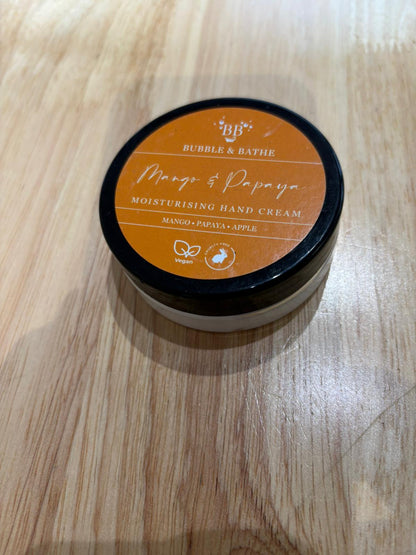 BB
BUBBLE & BATHE
Mango & Papaya
MOISTURISING HAND CREAM
MANGO • PAPAYA • APPLE
Vegan